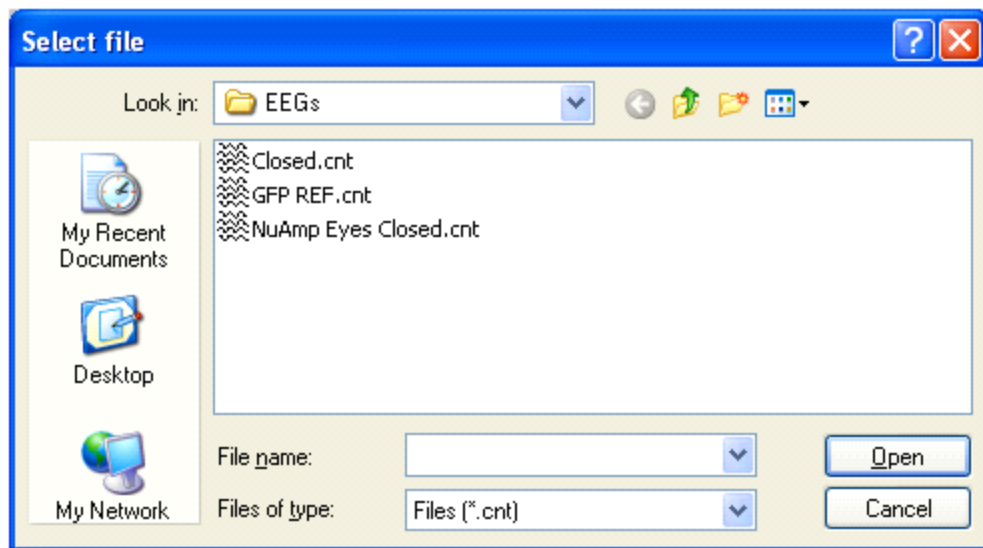 Select file
Look in:
EEGs
My Recent
Documents
Desktop
My Network
Closed.cnt
GFP REF.cnt
NuAmp Eyes Closed.cnt
File name:
Open
Files of type:
Files (*.cnt)
Cancel